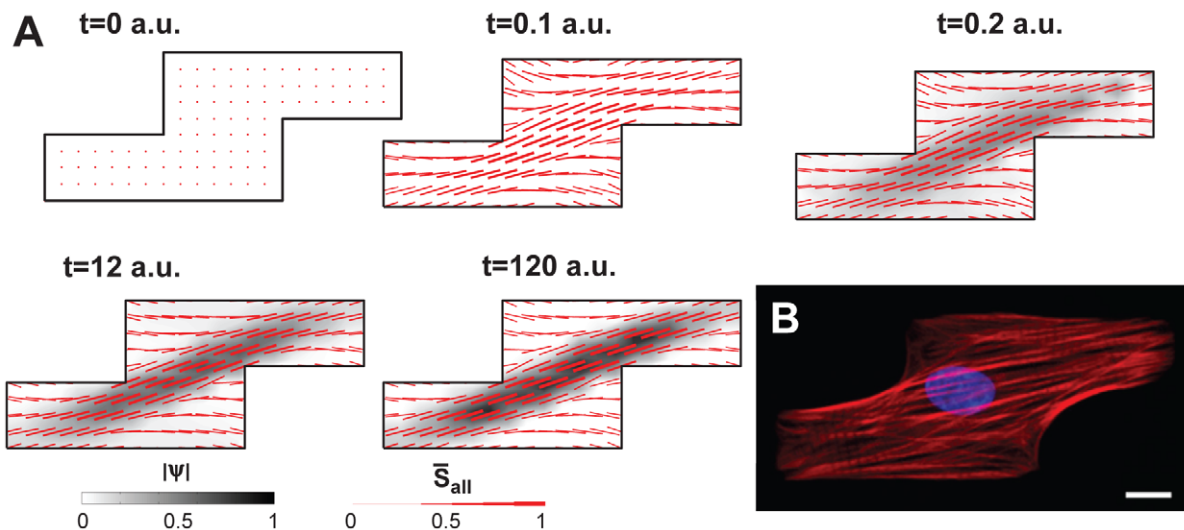 A
t=0 a.u.
t=0.1 a.u.
t=0.2 a.u.
t=12 a.u.
t=120 a.u.
B
|Ψ|
0 0.5 1
S̅all
0 0.5 1